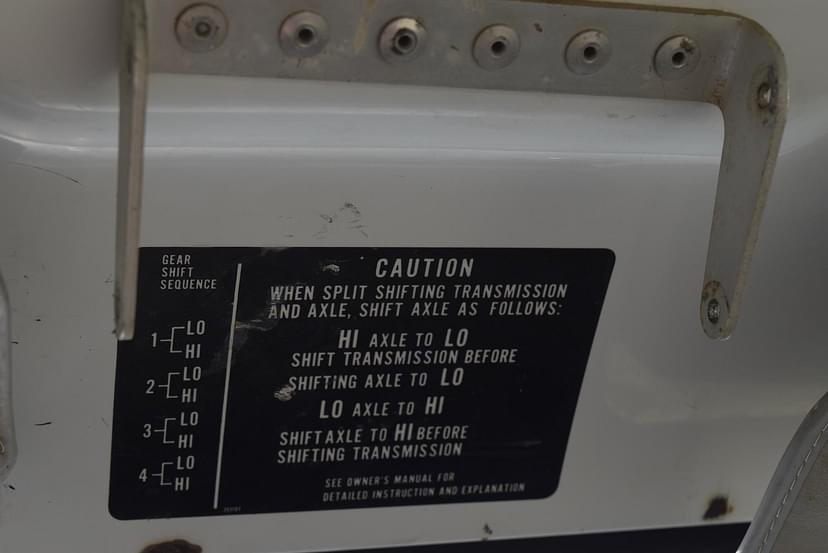 GEAR
SHIFT
SEQUENCE
1 LO
HI
2 LO
HI
3 LO
HI
4 LO
HI
CAUTION
WHEN SPLIT SHIFTING TRANSMISSION
AND AXLE, SHIFT AXLE AS FOLLOWS:
HI AXLE TO LO
SHIFT TRANSMISSION BEFORE
SHIFTING AXLE TO LO
LO AXLE TO HI
SHIFT AXLE TO HI BEFORE
SHIFTING TRANSMISSION
SEE OWNER'S MANUAL FOR
DETAILED INSTRUCTION AND EXPLANATION